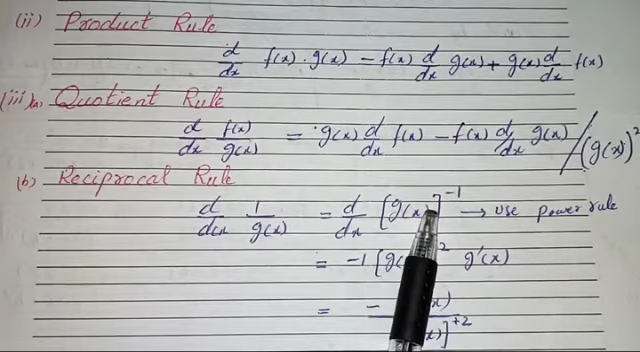 (ii) Product Rule
d/dx f(x) · g(x) – f(x) d/dx g(x) + g(x) d/dx f(x)
(iii)(a) Quotient Rule
d/dx f(x)/g(x) = g(x) d/dx f(x) – f(x) d/dx g(x) / (g(x))²
(b) Reciprocal Rule
d/dx 1/g(x) = d/dx [g(x)]⁻¹ → use power rule
= -1 [g( 2 g'(x)
= - x) / x)]⁺²